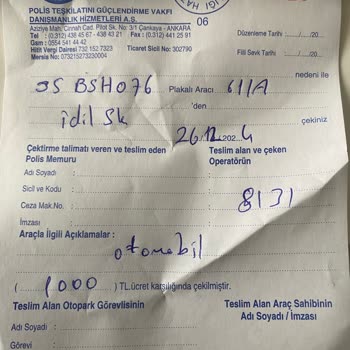 POLİS TEŞKİLATINI GÜÇLENDİRME VAKFI
DANIŞMANLIK HİZMETLERİ A.Ş.
Aziziye Mah. Cinnah Cad. Pilot Sk. No: 3/1 Çankaya - ANKARA
Tel : (0.312) 438 45 67 - 438 43 21 Fax : (0.312) 441 25 91
Gsm : 0554 541 44 42
Hitit Vergi Dairesi 732 152 7323 Ticaret Sicil No: 302790
Mersis No: 0732152732300004
06
Düzenleme Tarihi : / /20
Fiili Sevk Tarihi : / /20
nedeni ile
BSH076 Plakalı Aracı 61/A
'den çekiniz
idil Sk 26.12.2024
Çektirme talimatı veren ve teslim eden
Polis Memuru
Teslim alan ve çeken
Operatörün
Adı Soyadı :
Sicil ve Kodu :
Ceza Mak.No. :
8131
İmzası :
Araçla İlgili Açıklamalar :
otomobil
( 1000 ) TL.ücret karşılığında çekilmiştir.
Teslim Alan Otopark Görevlisinin
Teslim Alan Araç Sahibinin
Adı Soyadı / İmzası
Adı Soyadı :
Görevi :